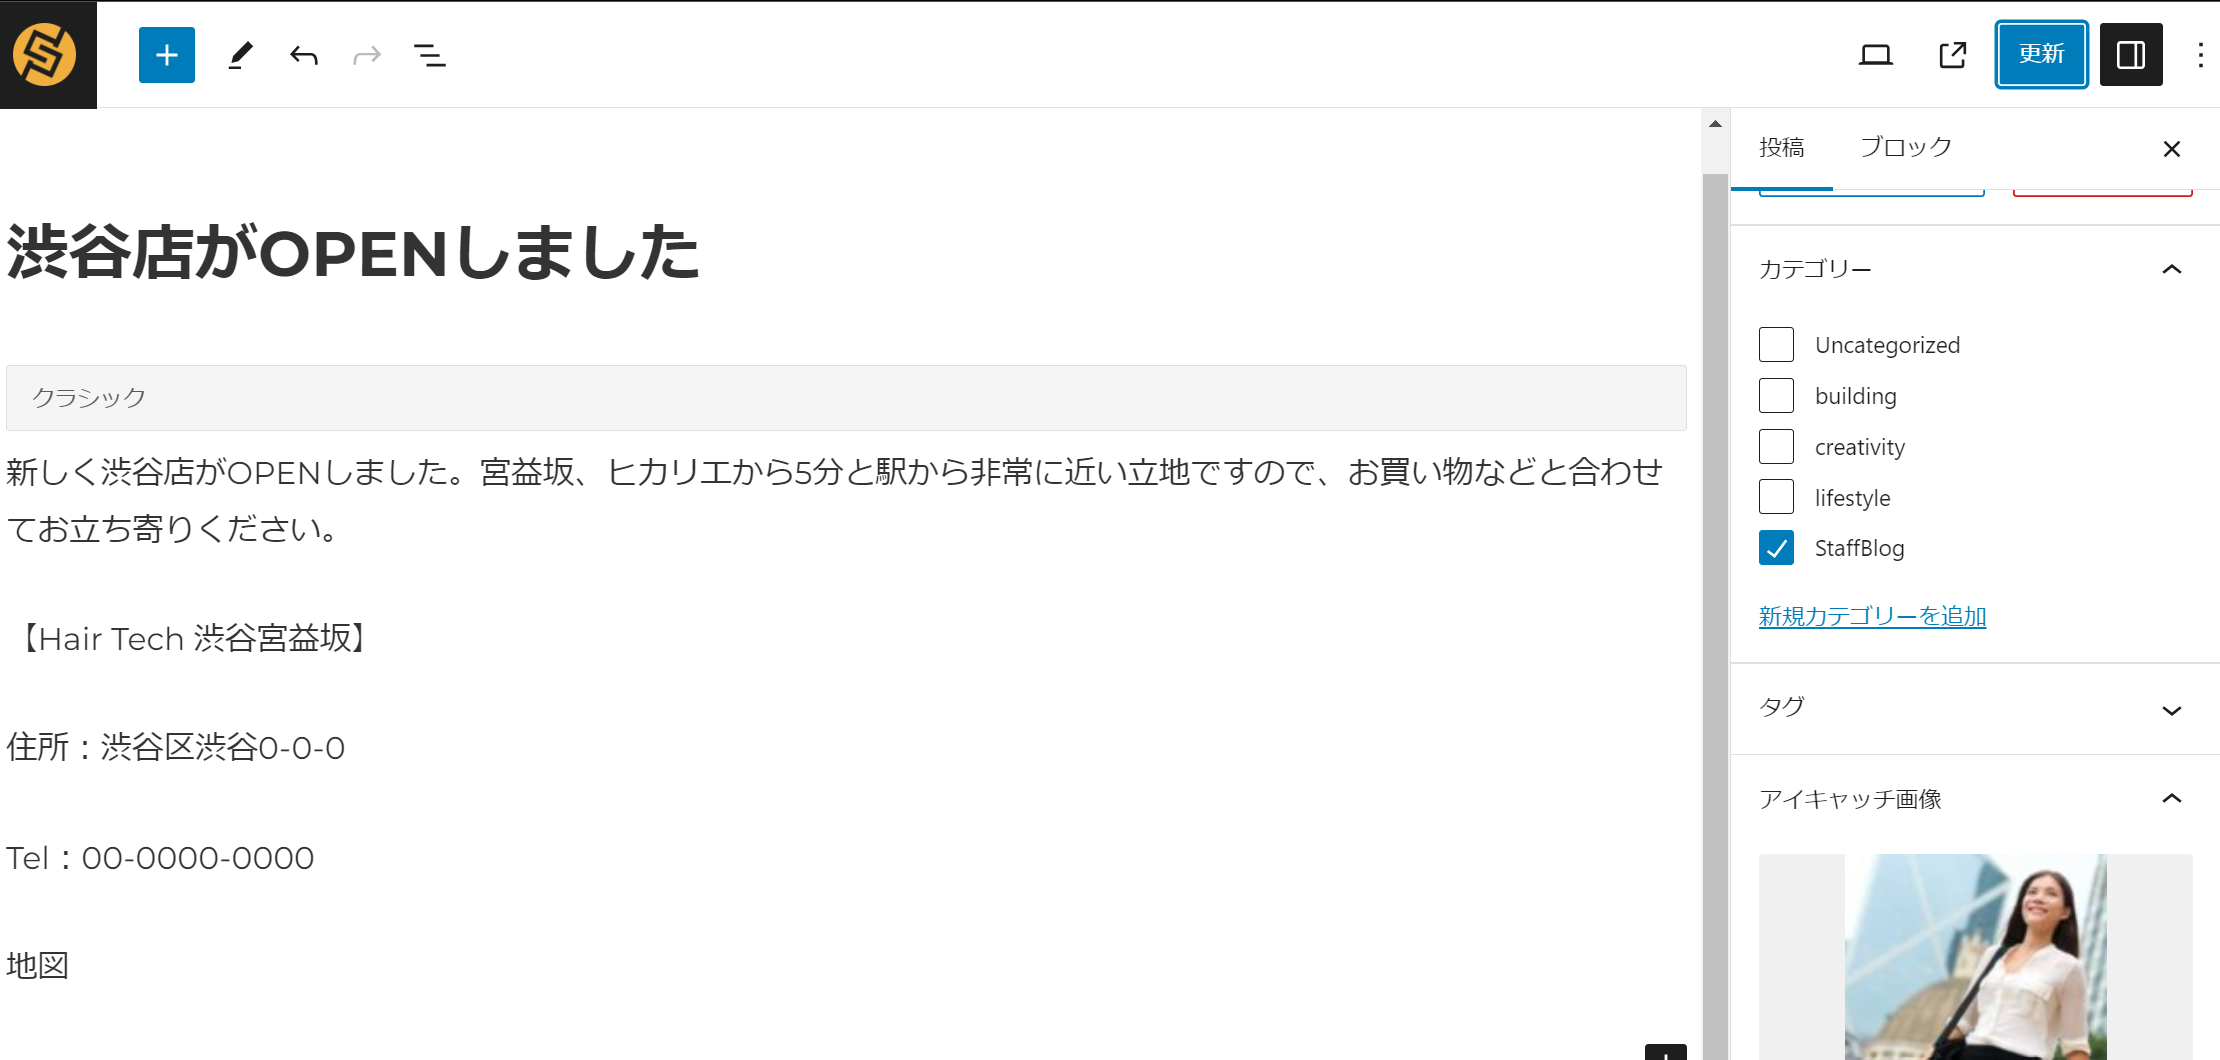 更新
渋谷店がOPENしました
クラシック
新しく渋谷店がOPENしました。宮益坂、ヒカリエから5分と駅から非常に近い立地ですので、お買い物などと合わせ
てお立ち寄りください。
【Hair Tech 渋谷宮益坂】
住所：渋谷区渋谷0-0-0
Tel：00-0000-0000
地図
投稿
ブロック
カテゴリー
Uncategorized
building
creativity
lifestyle
StaffBlog
新規カテゴリーを追加
タグ
アイキャッチ画像